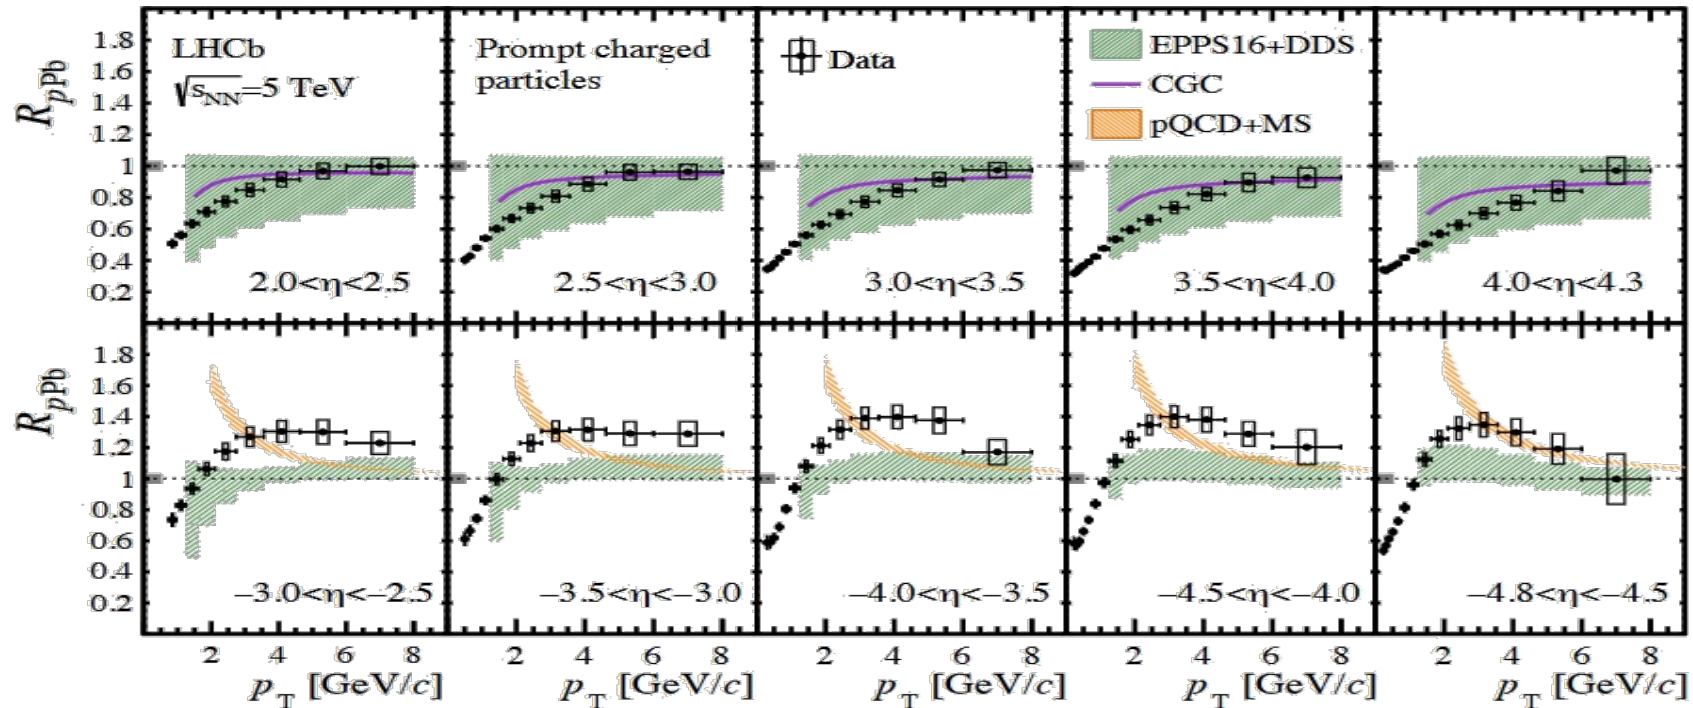 R_pPb
1.8
1.6
1.4
1.2
1
0.8
0.6
0.4
0.2
LHCb
√s_NN=5 TeV
Prompt charged
particles
Data
EPPS16+DDS
CGC
pQCD+MS
2.0<η<2.5
2.5<η<3.0
3.0<η<3.5
3.5<η<4.0
4.0<η<4.3
R_pPb
1.8
1.6
1.4
1.2
1
0.8
0.6
0.4
0.2
−3.0<η<−2.5
−3.5<η<−3.0
−4.0<η<−3.5
−4.5<η<−4.0
−4.8<η<−4.5
2 4 6 8
2 4 6 8
2 4 6 8
2 4 6 8
2 4 6 8
p_T [GeV/c]
p_T [GeV/c]
p_T [GeV/c]
p_T [GeV/c]
p_T [GeV/c]